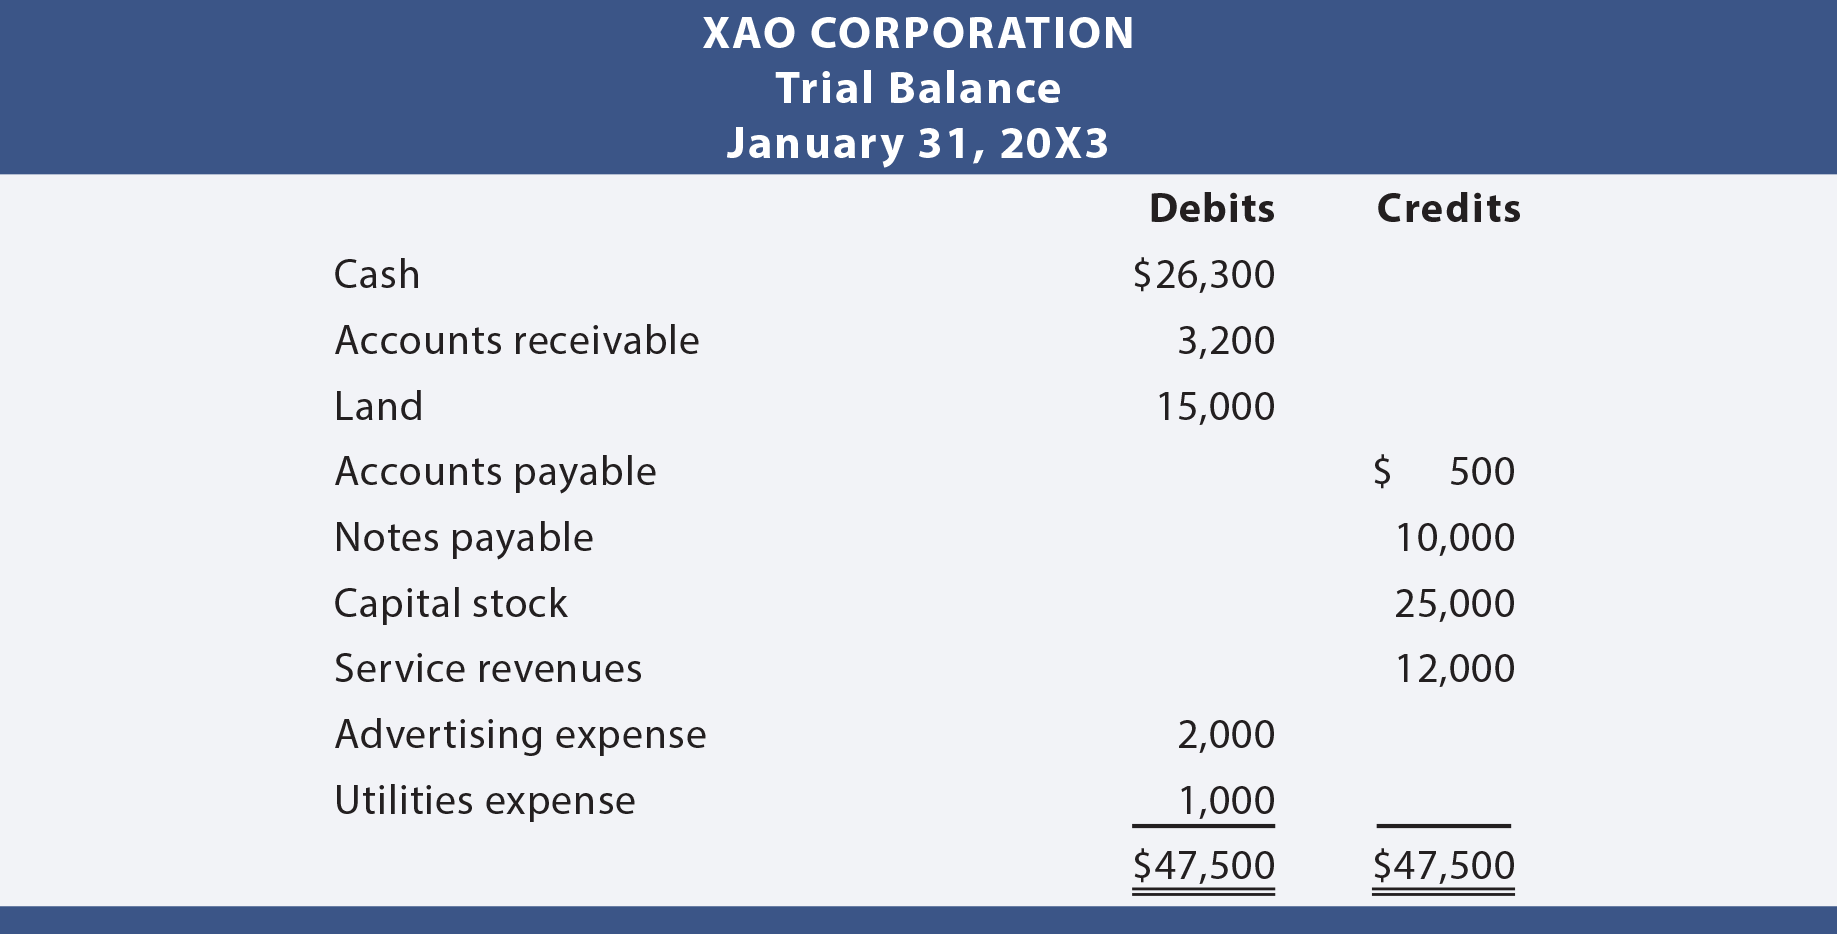 XAO CORPORATION
Trial Balance
January 31, 20X3
Debits Credits
Cash $26,300
Accounts receivable 3,200
Land 15,000
Accounts payable $ 500
Notes payable 10,000
Capital stock 25,000
Service revenues 12,000
Advertising expense 2,000
Utilities expense 1,000
$47,500 $47,500